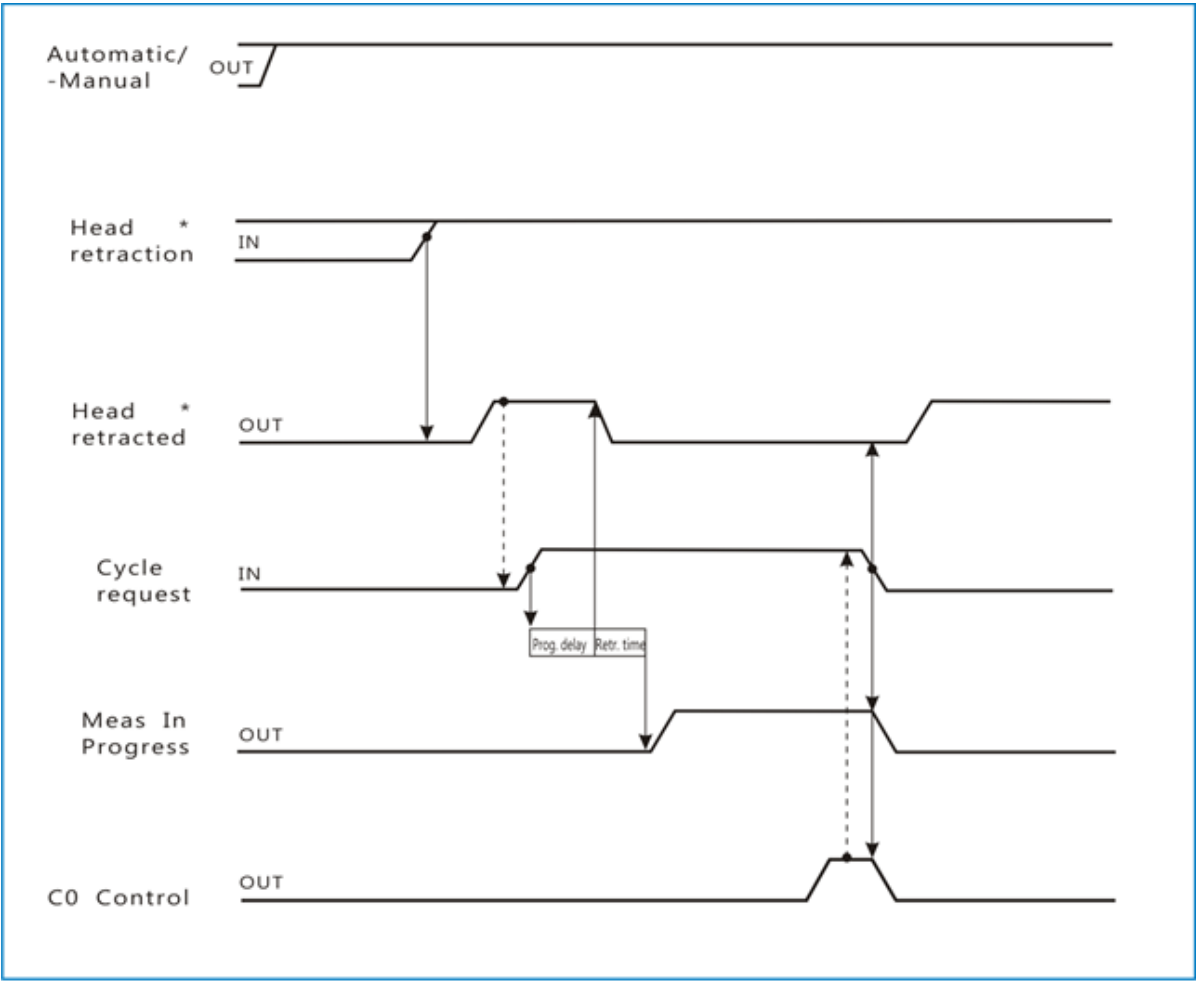 Automatic/
-Manual
OUT
Head *
retraction
IN
Head *
retracted
OUT
Cycle
request
IN
Prog. delay
Retr. time
Meas In
Progress
OUT
C0 Control
OUT